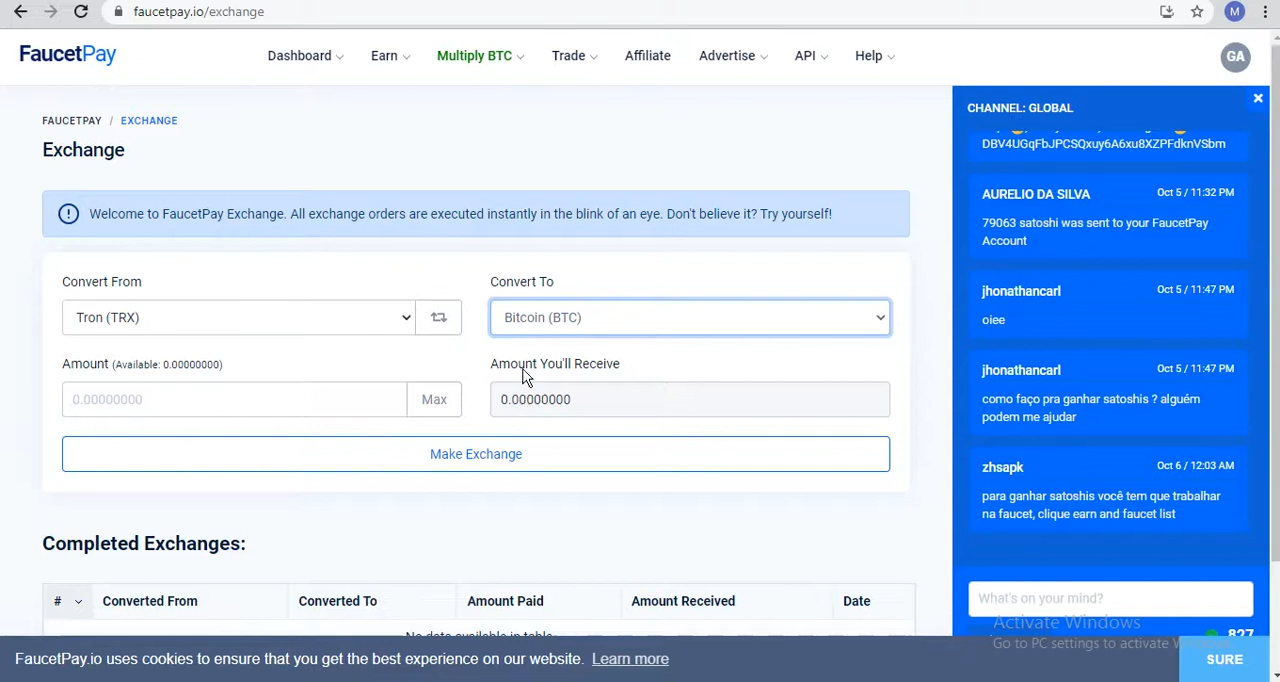 faucetpay.io/exchange
M
FaucetPay
Dashboard
Earn
Multiply BTC
Trade
Affiliate
Advertise
API
Help
GA
FAUCETPAY / EXCHANGE
Exchange
Welcome to FaucetPay Exchange. All exchange orders are executed instantly in the blink of an eye. Don't believe it? Try yourself!
Convert From
Convert To
Tron (TRX)
Bitcoin (BTC)
Amount (Available: 0.00000000)
Amount You'll Receive
0.00000000
Max
0.00000000
Make Exchange
Completed Exchanges:
#
Converted From
Converted To
Amount Paid
Amount Received
Date
No data available in table
CHANNEL: GLOBAL
DBV4UGqFbJPCSQxuy6A6xu8XZPFdknVSbm
AURELIO DA SILVA
Oct 5 / 11:32 PM
79063 satoshi was sent to your FaucetPay
Account
jhonathancarl
Oct 5 / 11:47 PM
oiee
jhonathancarl
Oct 5 / 11:47 PM
como faço pra ganhar satoshis ? alguém
podem me ajudar
zhsapk
Oct 6 / 12:03 AM
para ganhar satoshis você tem que trabalhar
na faucet, clique earn and faucet list
What's on your mind?
Activate Windows
827
Go to PC settings to activate
FaucetPay.io uses cookies to ensure that you get the best experience on our website. Learn more
SURE